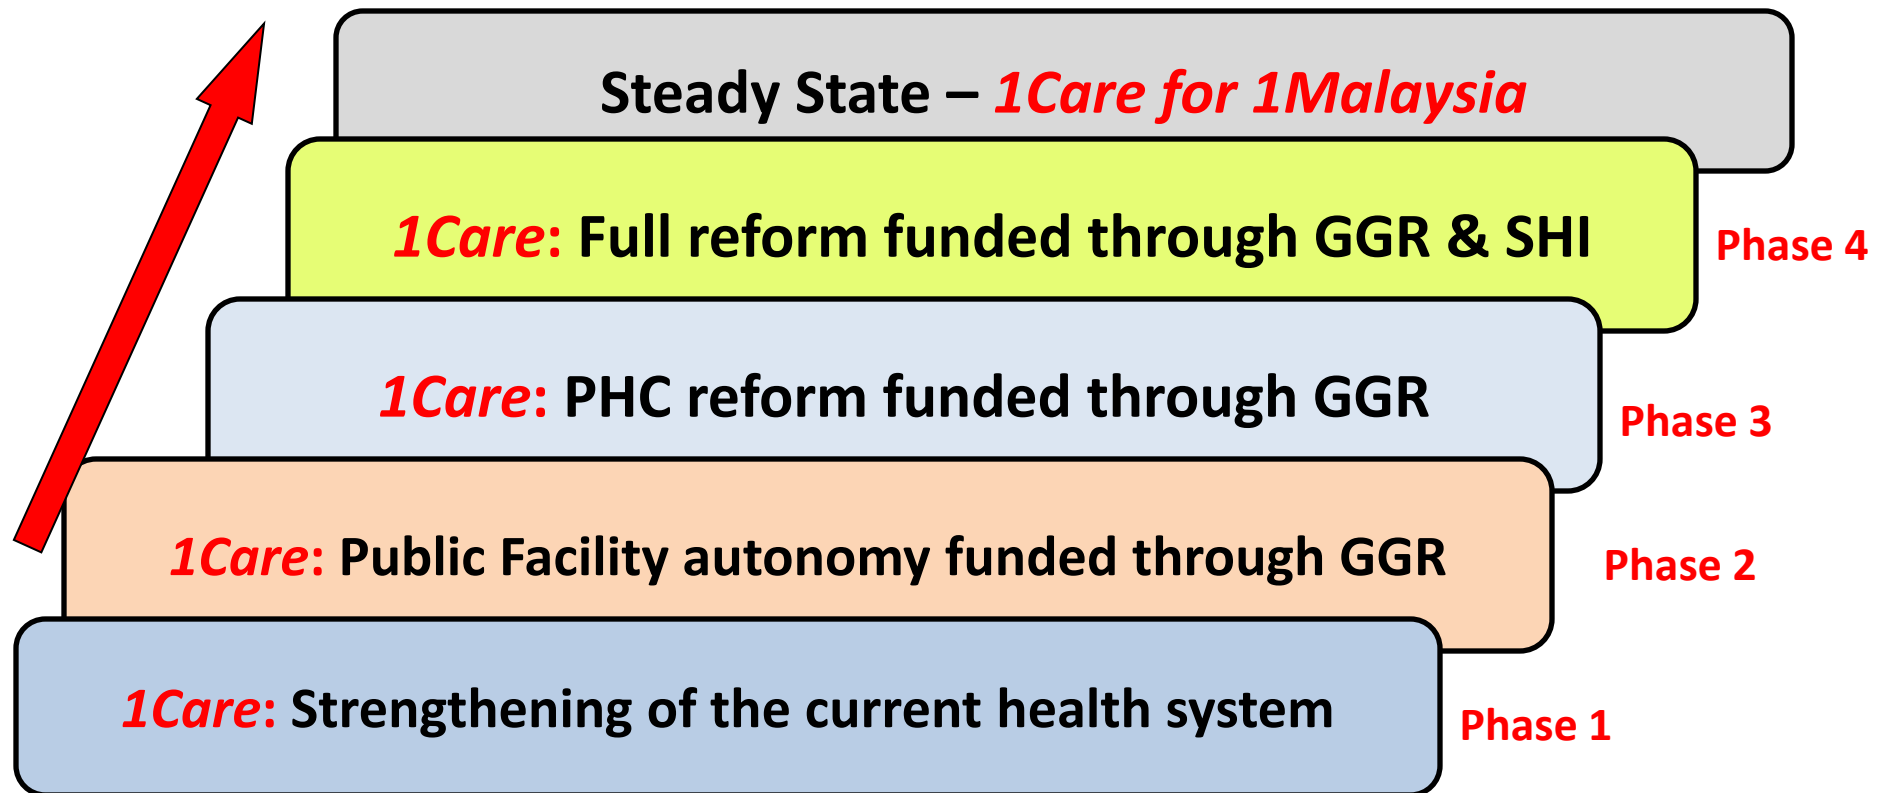 Steady State – 1Care for 1Malaysia
1Care: Full reform funded through GGR & SHI
Phase 4
1Care: PHC reform funded through GGR
Phase 3
1Care: Public Facility autonomy funded through GGR
Phase 2
1Care: Strengthening of the current health system
Phase 1